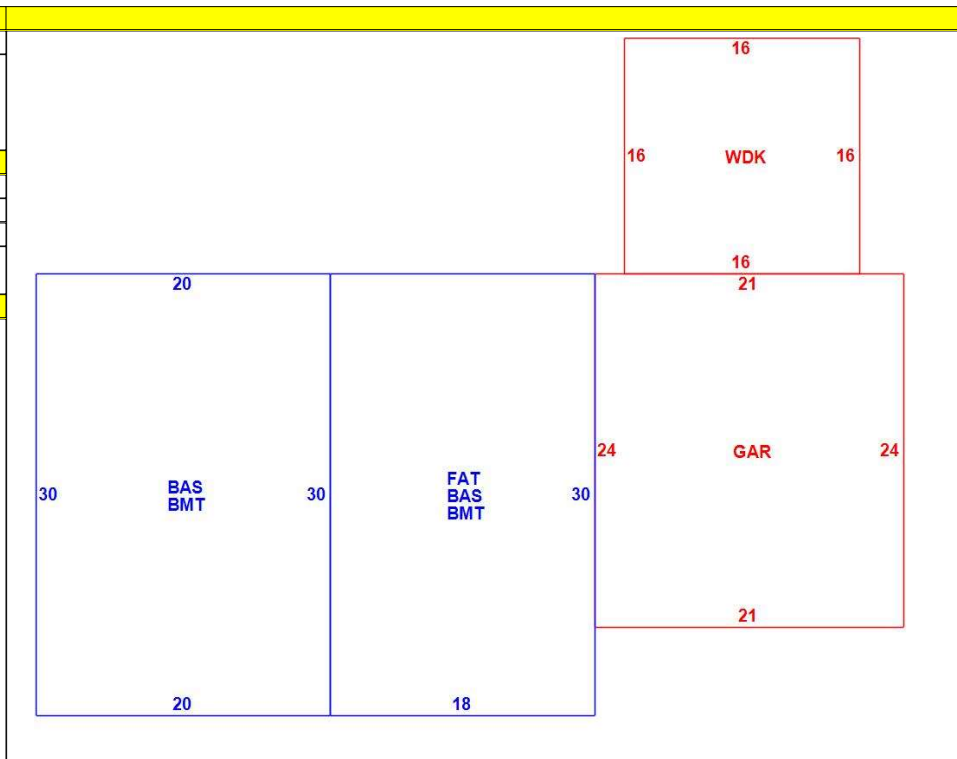 16
16 WDK 16
16
20
21
24 GAR 24
30 BAS
BMT 30
FAT
BAS
BMT 30
21
20
18